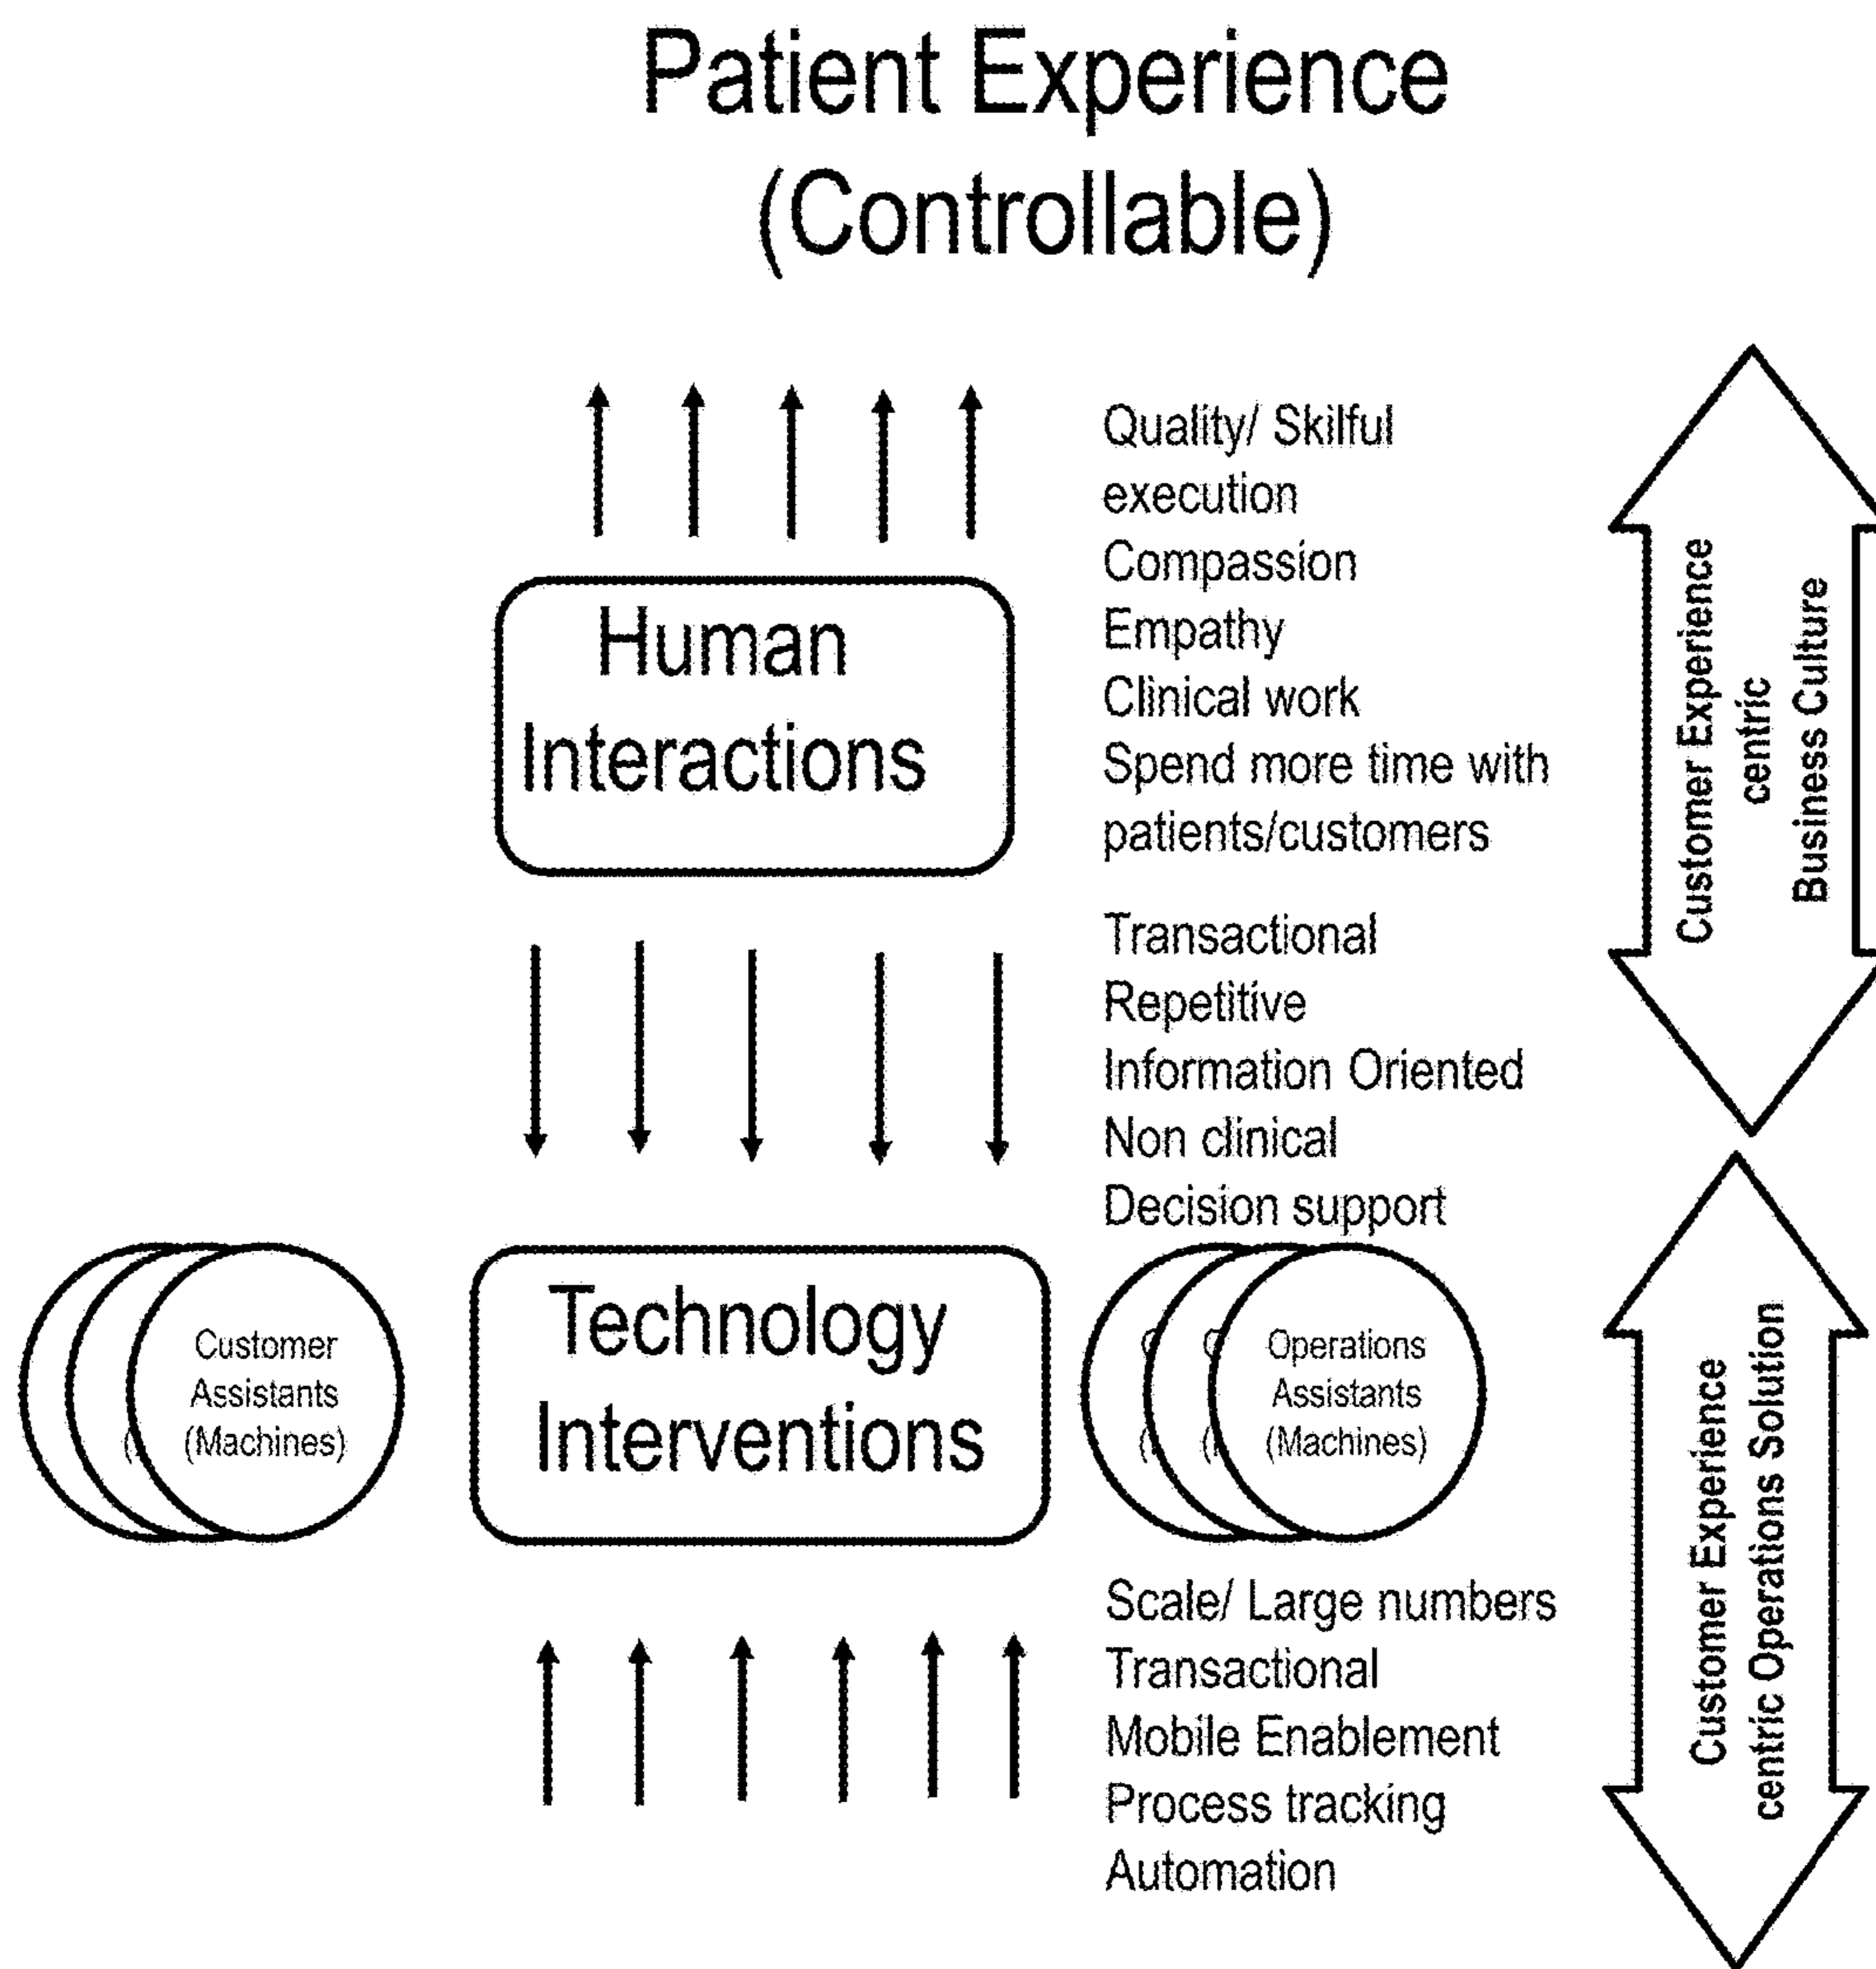 Patient Experience
(Controllable)
Quality/ Skilful
execution
Compassion
Empathy
Clinical work
Spend more time with
patients/customers
Human
Interactions
Customer Experience
centric
Business Culture
Transactional
Repetitive
Information Oriented
Non clinical
Decision support
Customer
Assistants
(Machines)
Technology
Interventions
Operations
Assistants
(Machines)
Customer Experience
centric Operations Solution
Scale/ Large numbers
Transactional
Mobile Enablement
Process tracking
Automation